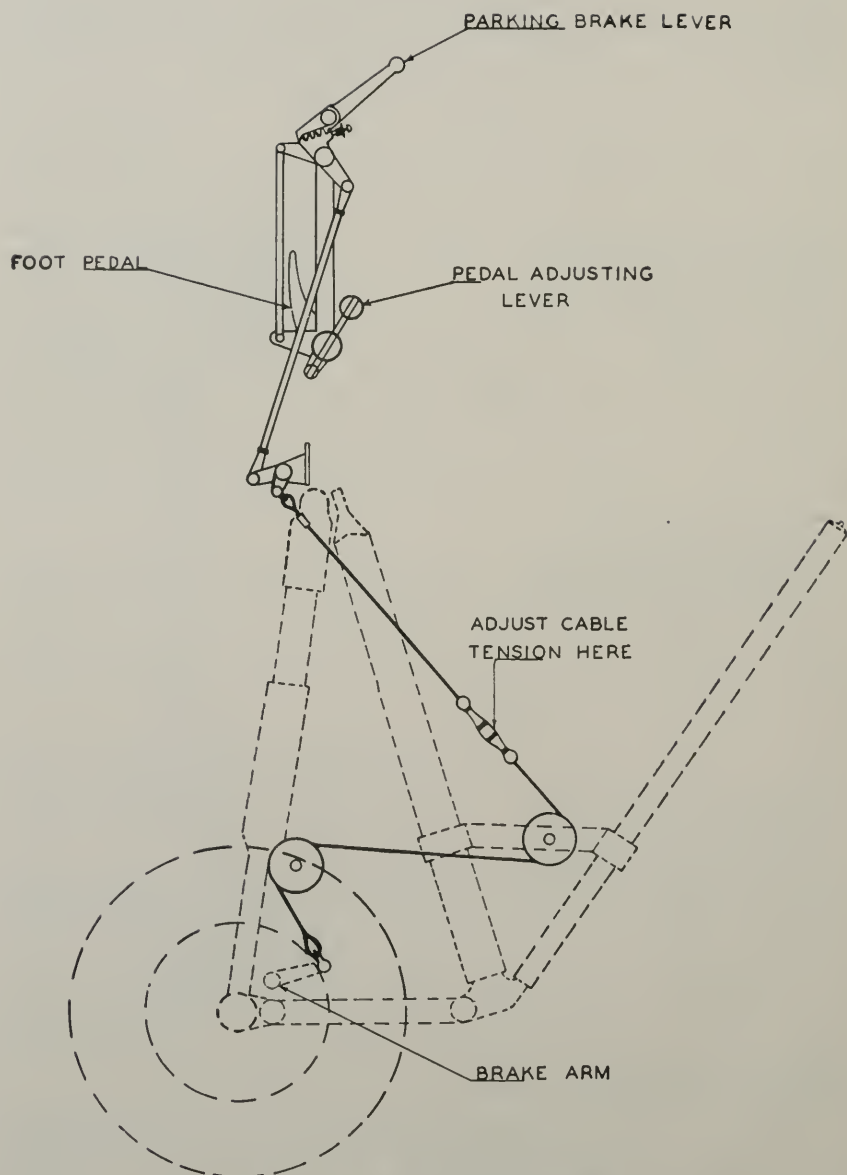 PARKING BRAKE LEVER
FOOT PEDAL
PEDAL ADJUSTING
LEVER
ADJUST CABLE
TENSION HERE
BRAKE ARM